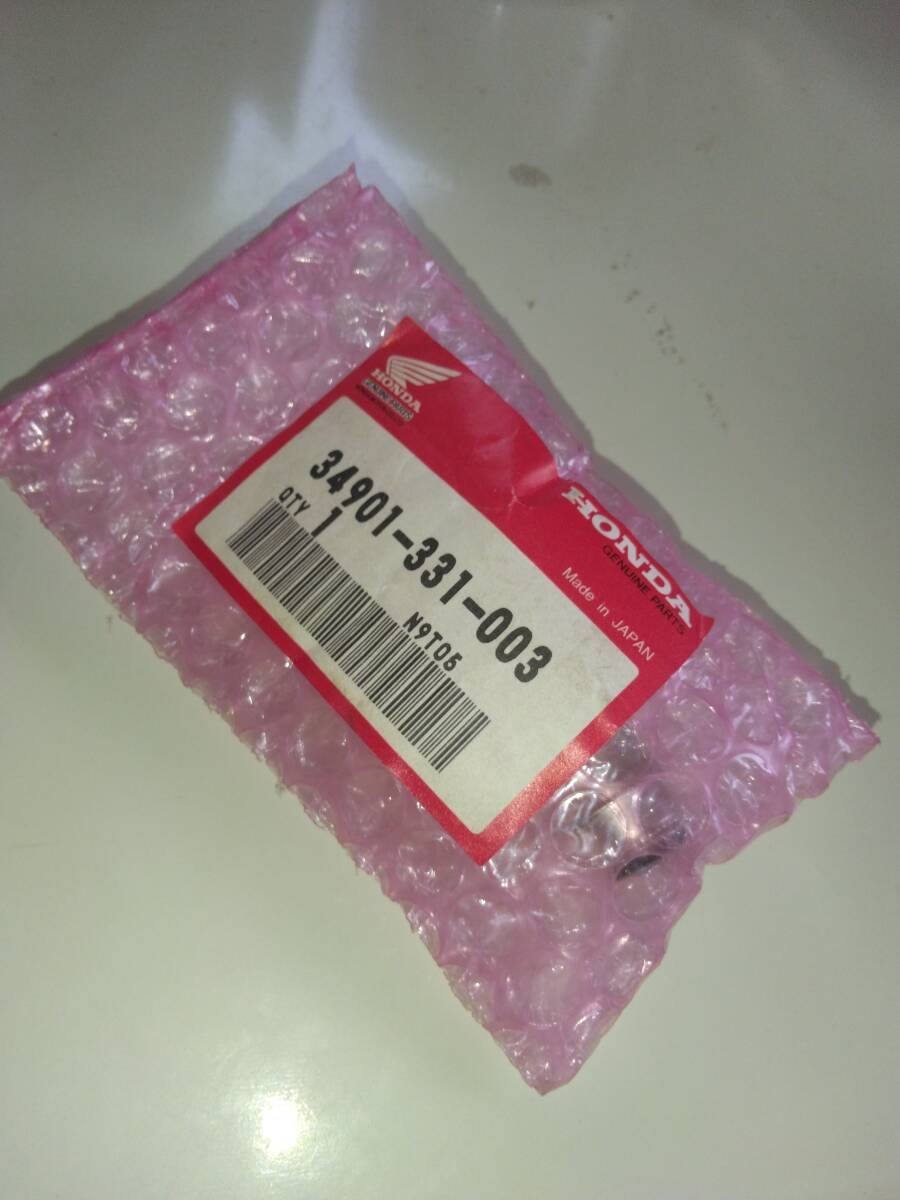 HONDA
GENUINE PARTS
34901-331-003
QTY 1
N9T05
HONDA
GENUINE PARTS
Made in JAPAN